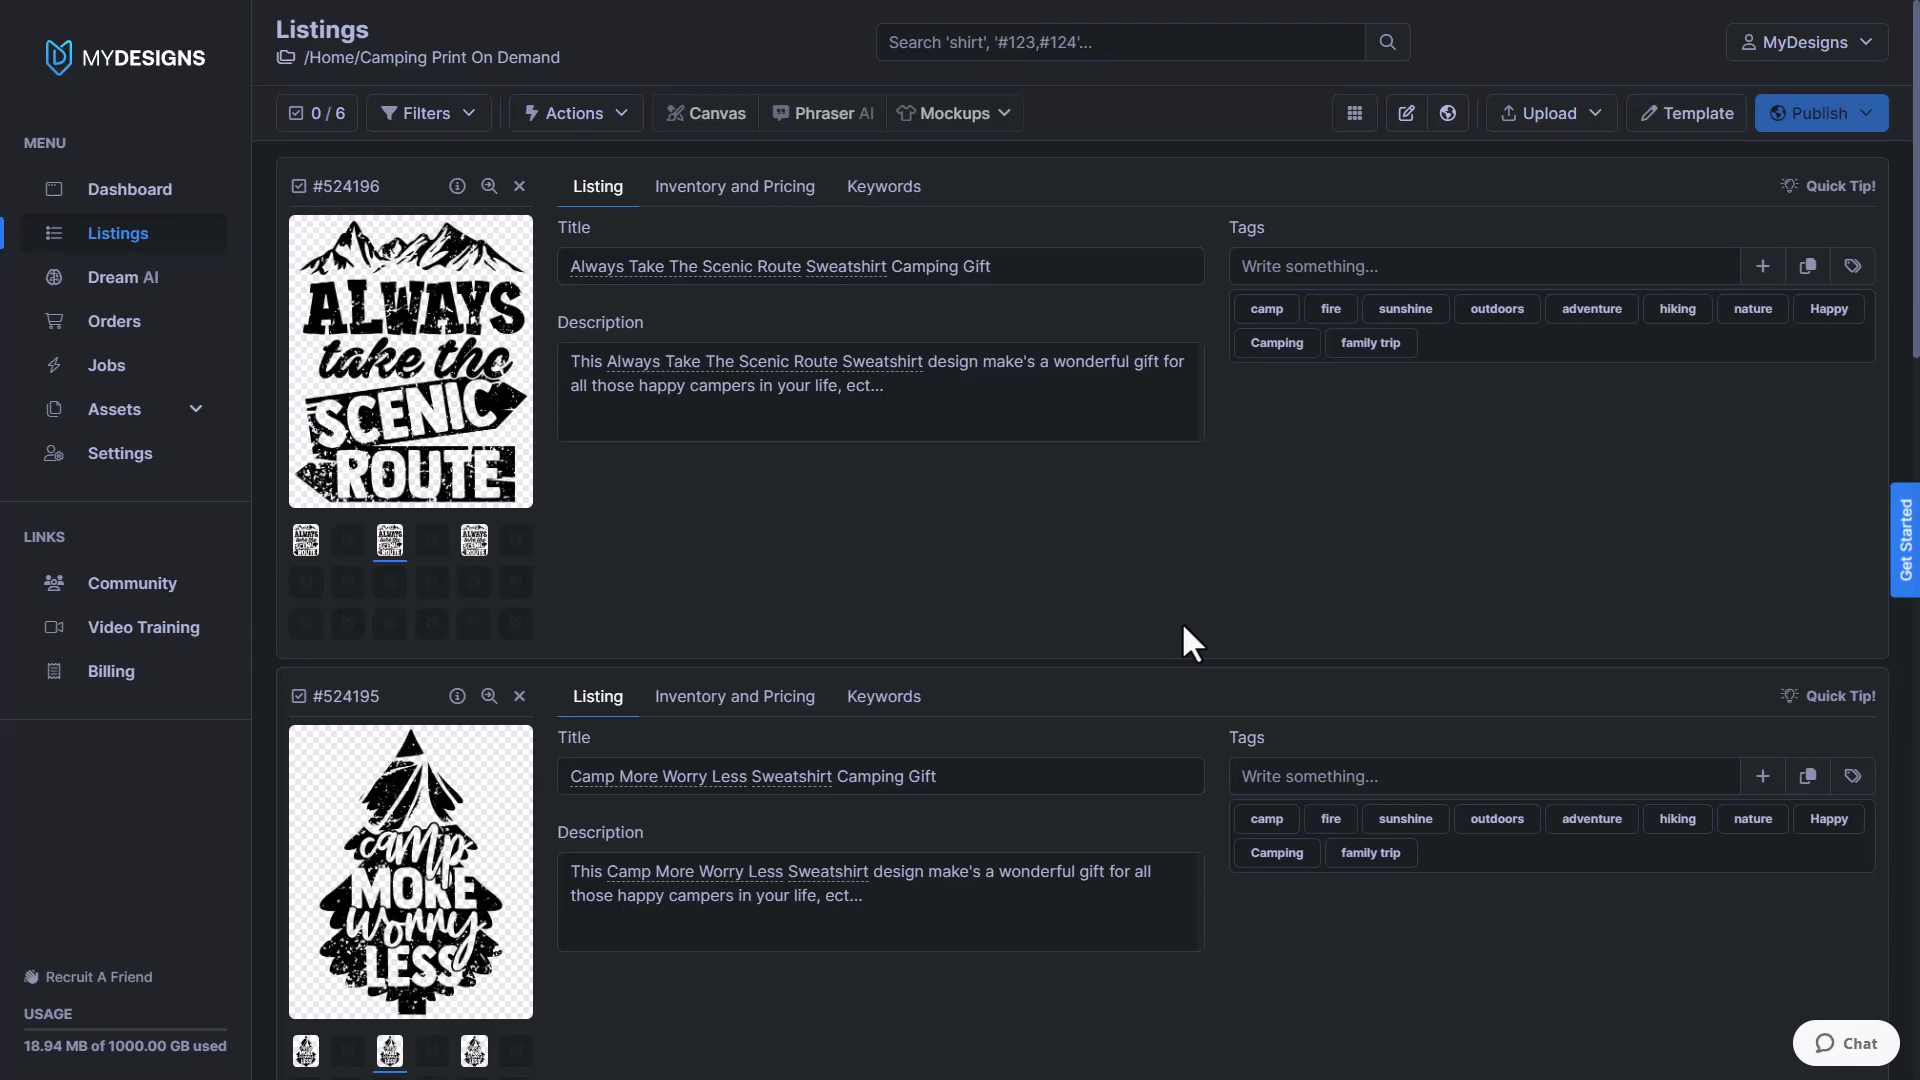 MYDESIGNS
Listings
/Home/Camping Print On Demand
Search 'shirt', '#123,#124'...
MyDesigns
0 / 6
Filters
Actions
Canvas
Phraser AI
Mockups
Upload
Template
Publish
MENU
Dashboard
Listings
Dream AI
Orders
Jobs
Assets
Settings
LINKS
Community
Video Training
Billing
Recruit A Friend
USAGE
18.94 MB of 1000.00 GB used
#524196
Listing
Inventory and Pricing
Keywords
Quick Tip!
ALWAYS
take the
SCENIC
ROUTE
Title
Always Take The Scenic Route Sweatshirt Camping Gift
Description
This Always Take The Scenic Route Sweatshirt design make's a wonderful gift for
all those happy campers in your life, ect...
Tags
Write something...
camp fire sunshine outdoors adventure hiking nature Happy
Camping family trip
#524195
Listing
Inventory and Pricing
Keywords
Quick Tip!
camp
MORE
worry
LESS
Title
Camp More Worry Less Sweatshirt Camping Gift
Description
This Camp More Worry Less Sweatshirt design make's a wonderful gift for all
those happy campers in your life, ect...
Tags
Write something...
camp fire sunshine outdoors adventure hiking nature Happy
Camping family trip
Get Started
Chat